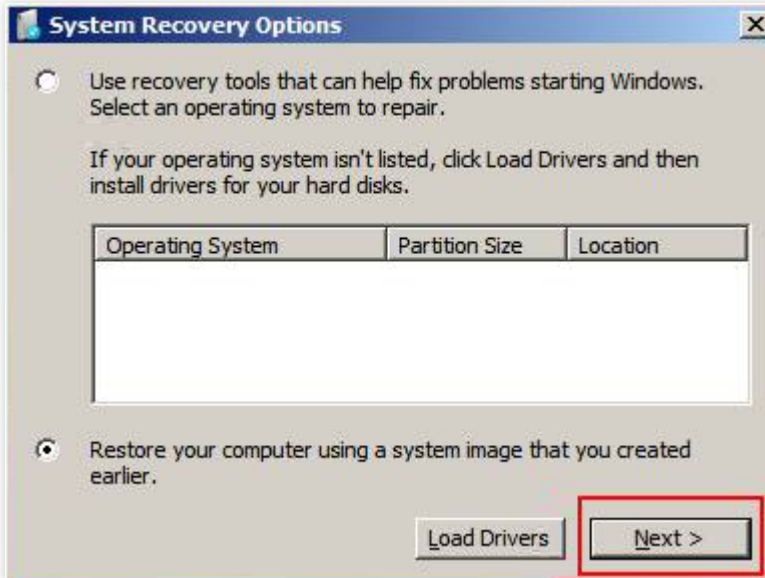 System Recovery Options
Use recovery tools that can help fix problems starting Windows.
Select an operating system to repair.
If your operating system isn't listed, click Load Drivers and then
install drivers for your hard disks.
Operating System Partition Size Location
Restore your computer using a system image that you created
earlier.
Load Drivers Next >